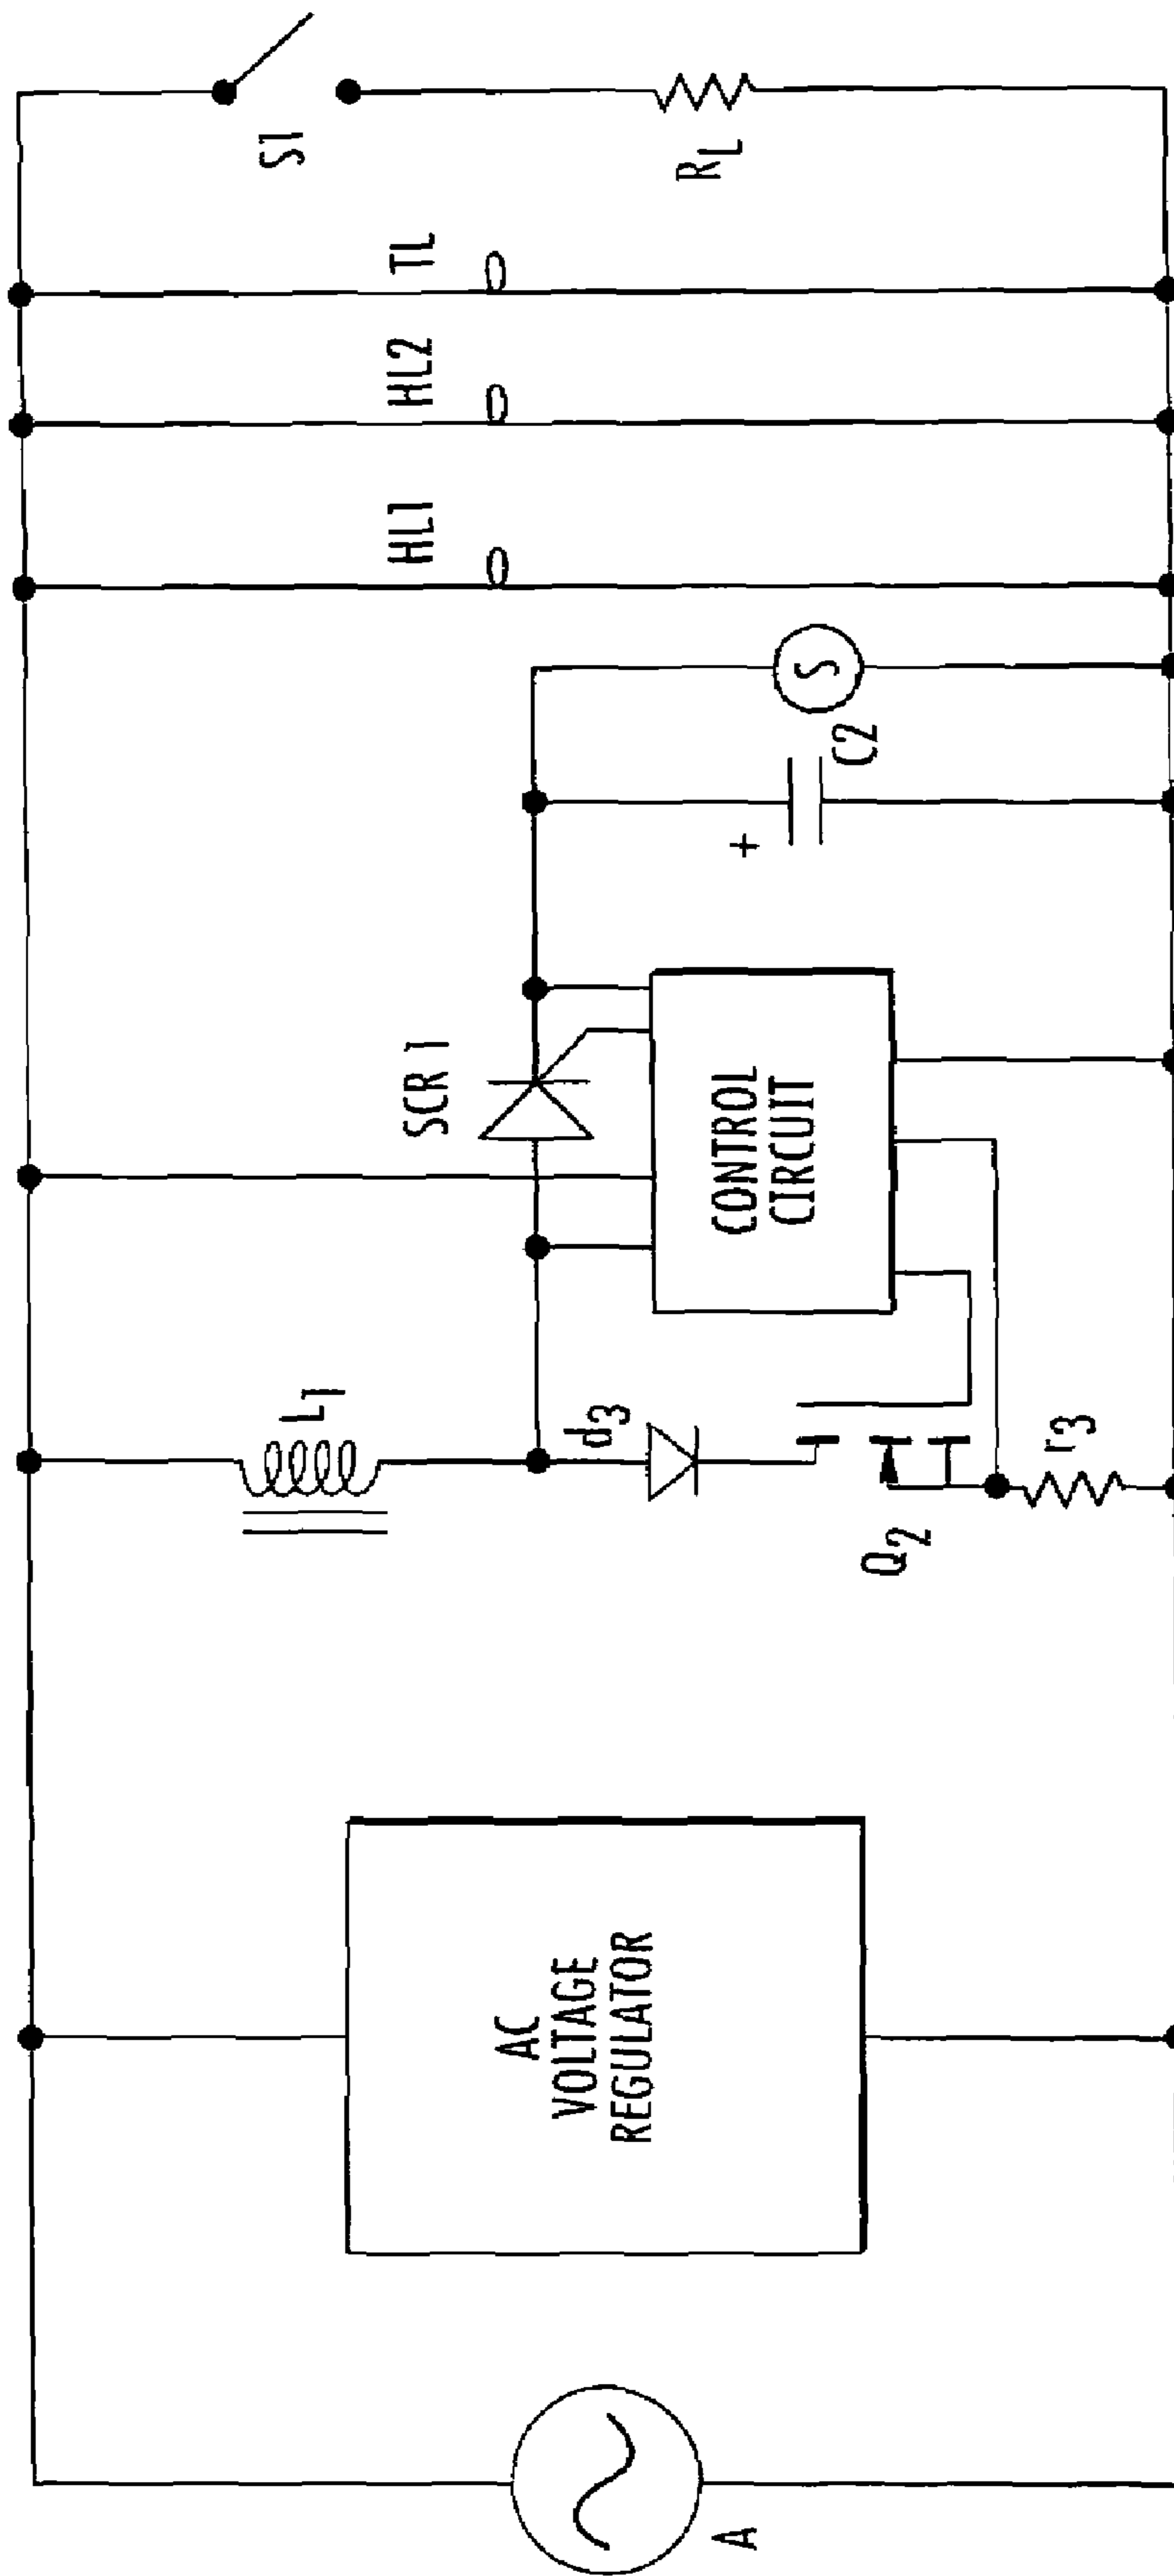 A
AC
VOLTAGE
REGULATOR
L1
d3
Q2
r3
SCR 1
CONTROL
CIRCUIT
+
C2
S
HL1
HL2
TL
S1
RL